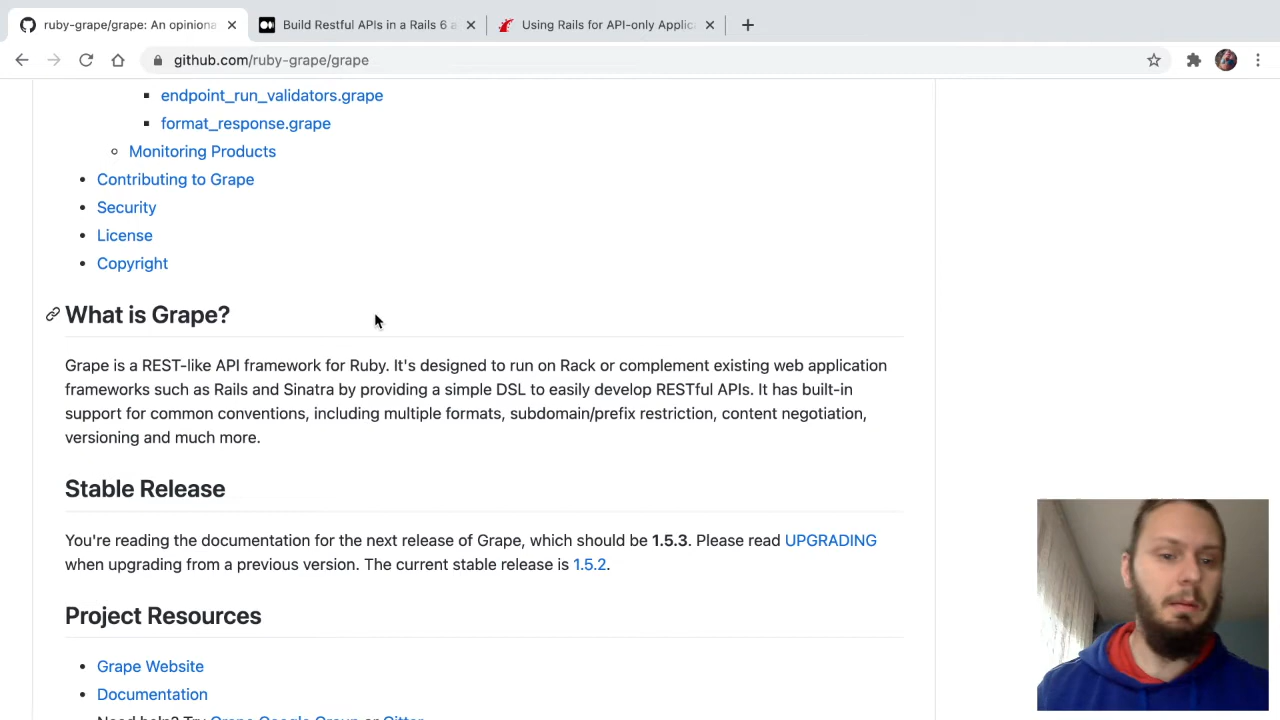 ruby-grape/grape: An opiniona
Build Restful APIs in a Rails 6 a
Using Rails for API-only Applic
github.com/ruby-grape/grape
endpoint_run_validators.grape
format_response.grape
Monitoring Products
Contributing to Grape
Security
License
Copyright
What is Grape?
Grape is a REST-like API framework for Ruby. It's designed to run on Rack or complement existing web application
frameworks such as Rails and Sinatra by providing a simple DSL to easily develop RESTful APIs. It has built-in
support for common conventions, including multiple formats, subdomain/prefix restriction, content negotiation,
versioning and much more.
Stable Release
You're reading the documentation for the next release of Grape, which should be 1.5.3. Please read UPGRADING
when upgrading from a previous version. The current stable release is 1.5.2.
Project Resources
Grape Website
Documentation
Need help? Try Grape Google Group or Gitter